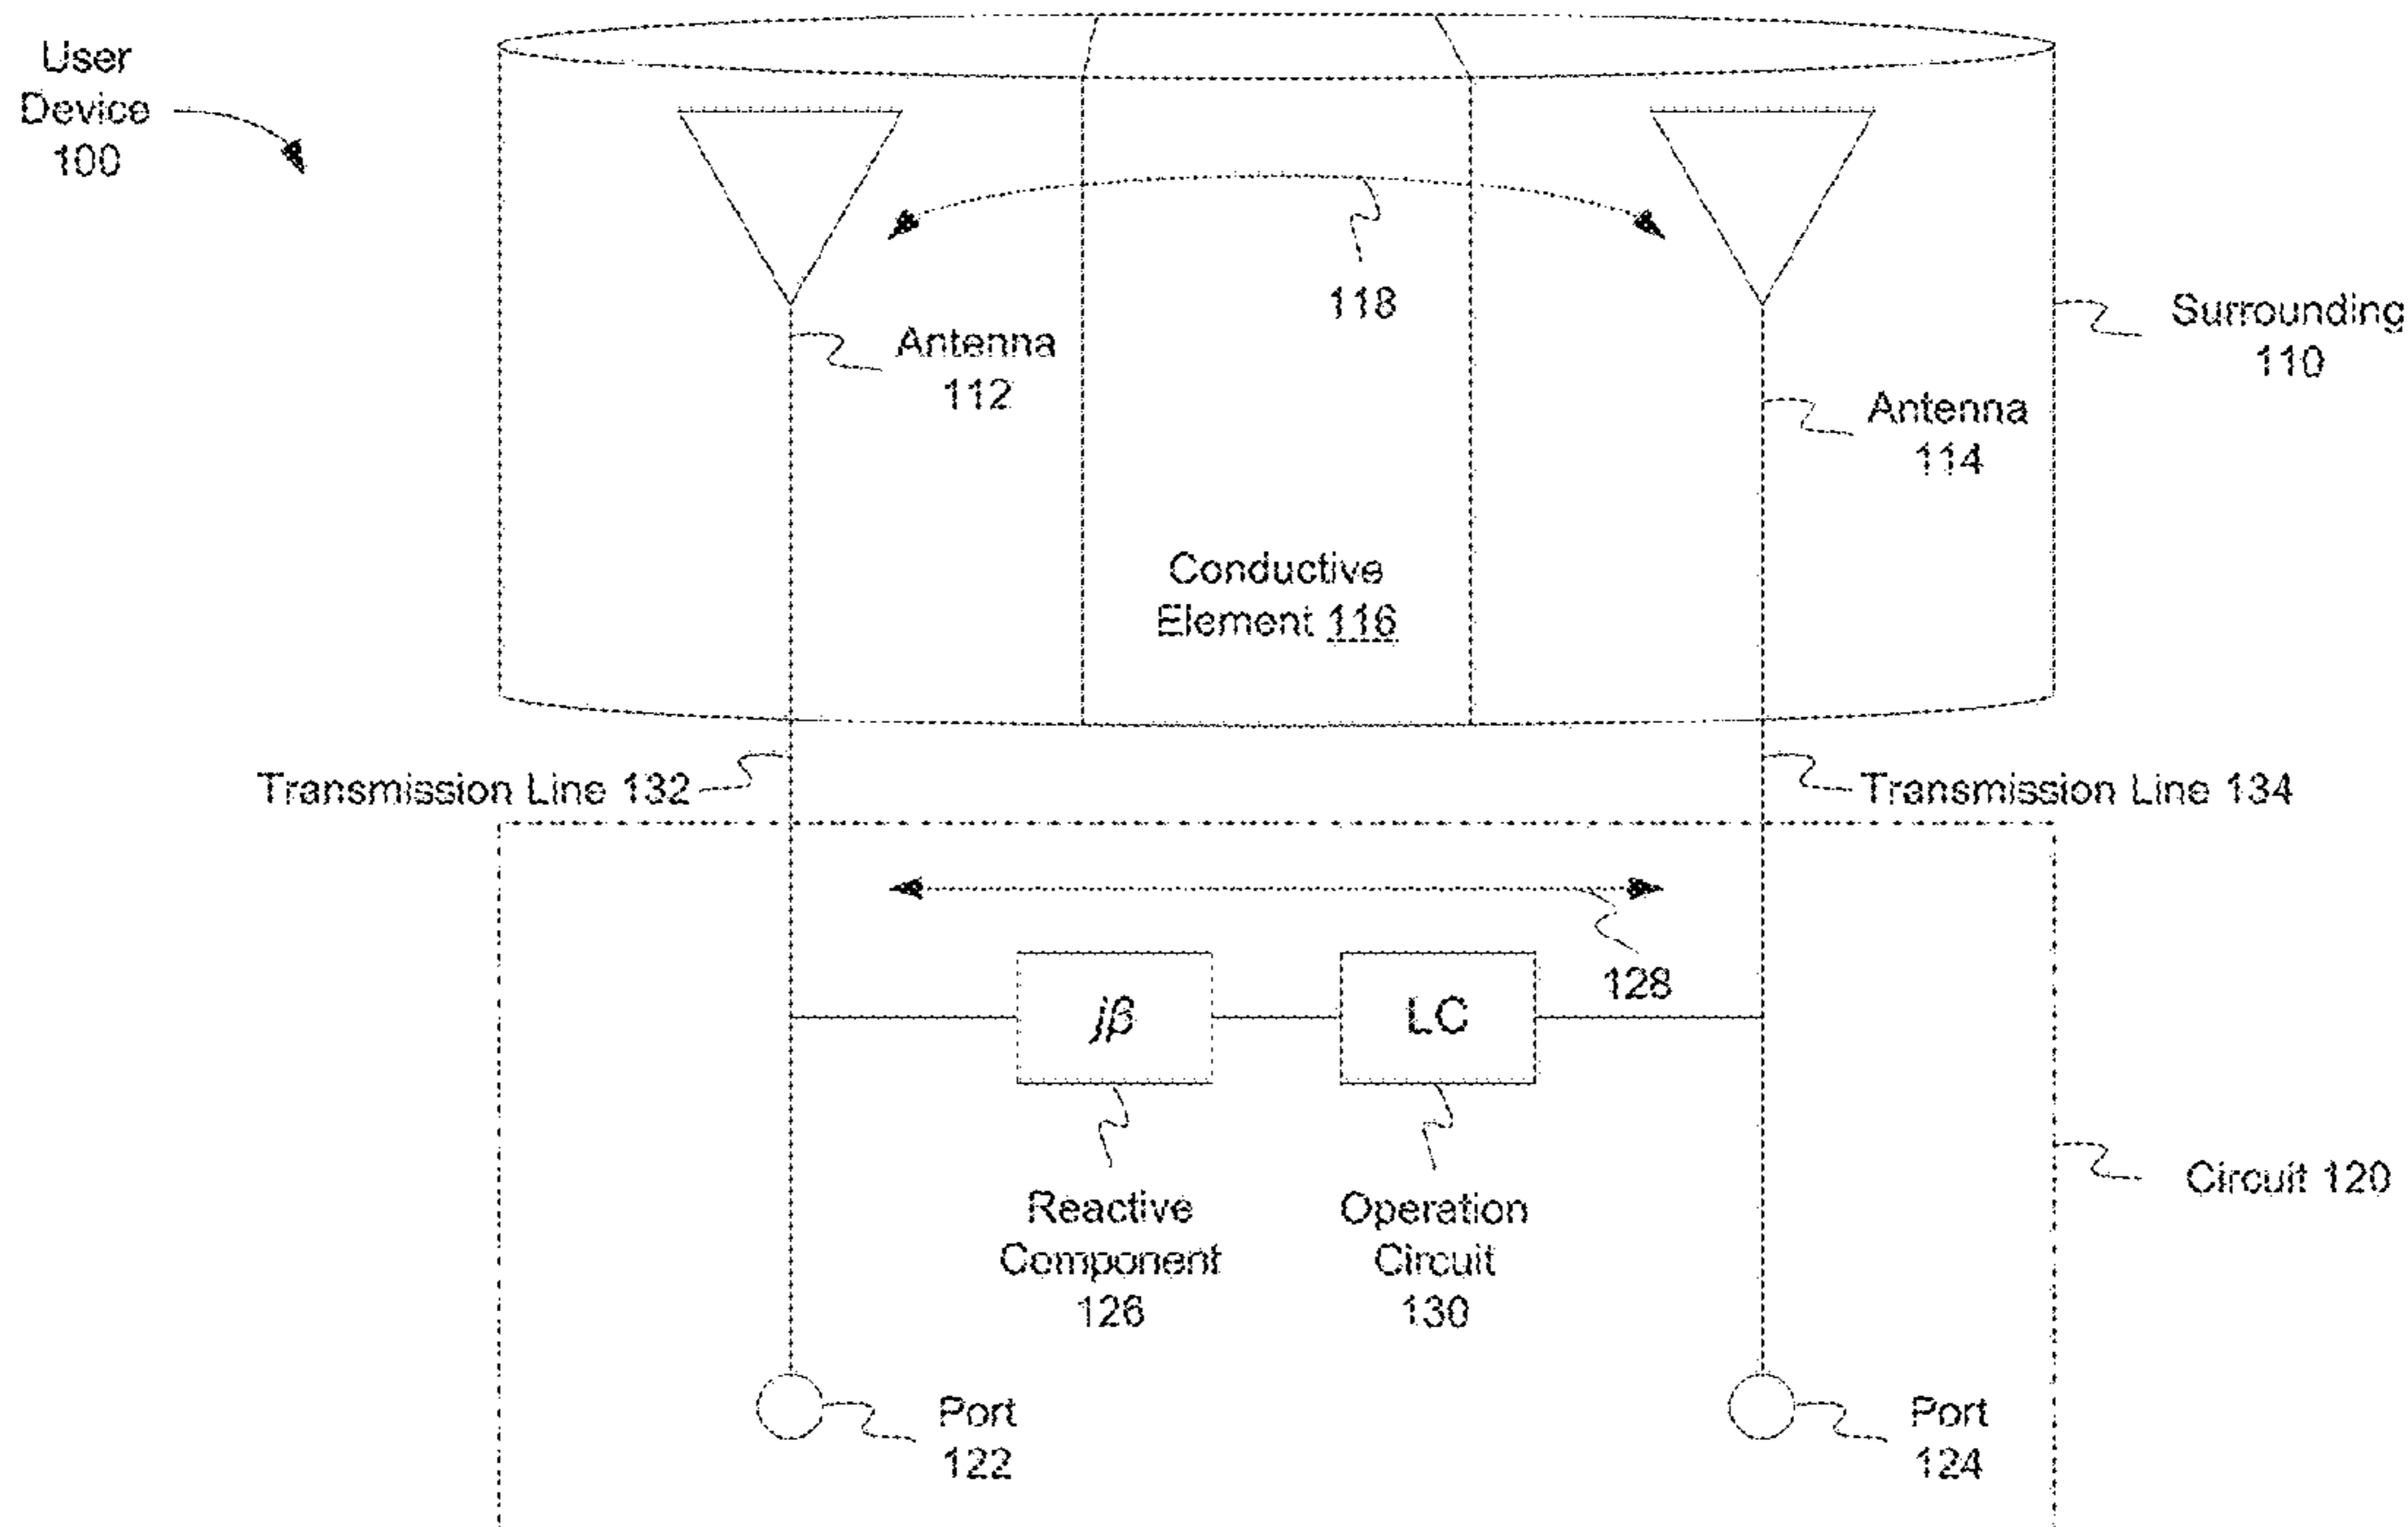 User
Device
100
118
Antenna
112
Surrounding
110
Antenna
114
Conductive
Element 116
Transmission Line 132
Transmission Line 134
128
jβ
LC
Reactive
Component
126
Operation
Circuit
130
Circuit 120
Port
122
Port
124